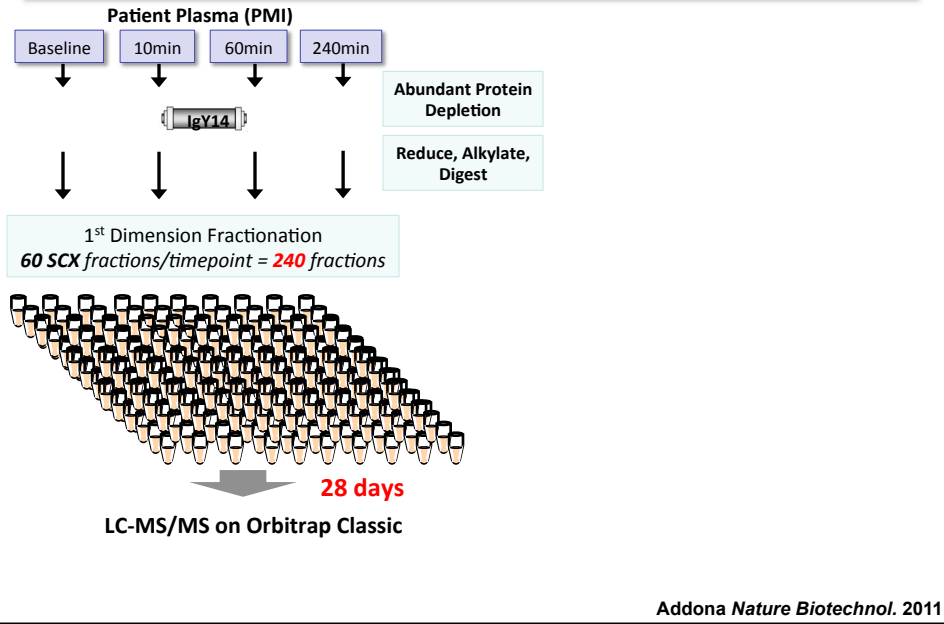 Patient Plasma (PMI)
Baseline
10min
60min
240min
IgY14
Abundant Protein
Depletion
Reduce, Alkylate,
Digest
1st Dimension Fractionation
60 SCX fractions/timepoint = 240 fractions
28 days
LC-MS/MS on Orbitrap Classic
Addona Nature Biotechnol. 2011